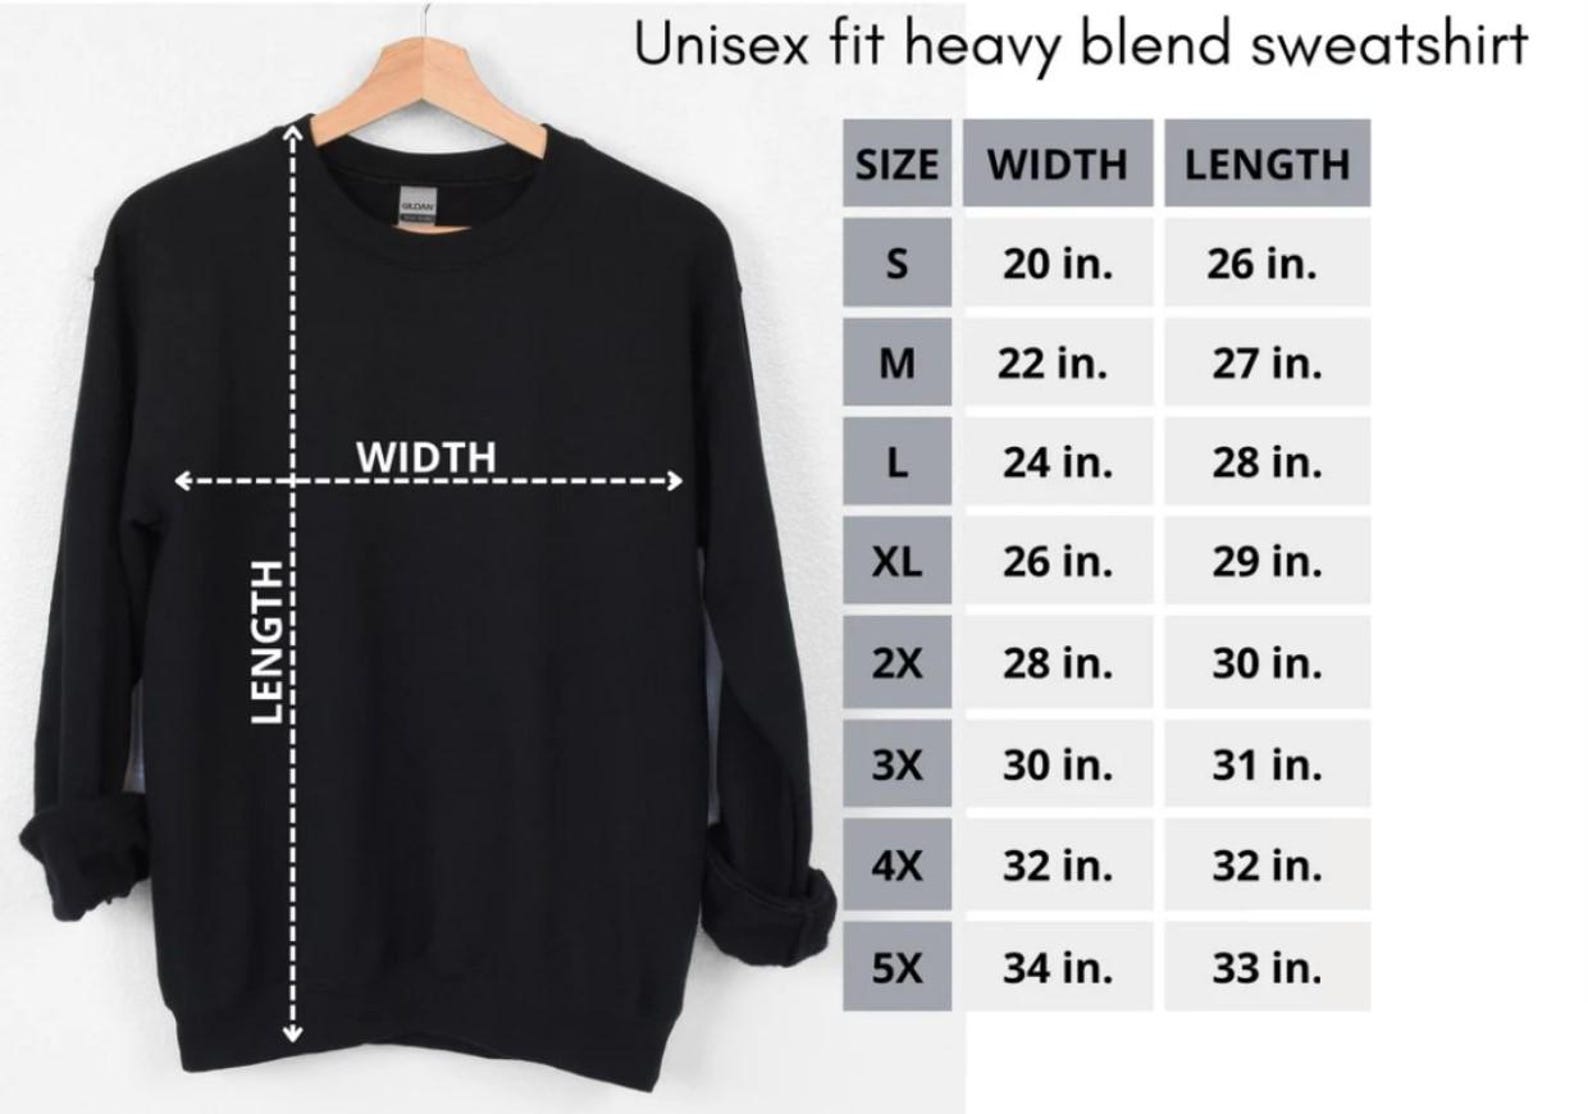 Unisex fit heavy blend sweatshirt
GILDAN
WIDTH
LENGTH
SIZE WIDTH LENGTH
S 20 in. 26 in.
M 22 in. 27 in.
L 24 in. 28 in.
XL 26 in. 29 in.
2X 28 in. 30 in.
3X 30 in. 31 in.
4X 32 in. 32 in.
5X 34 in. 33 in.